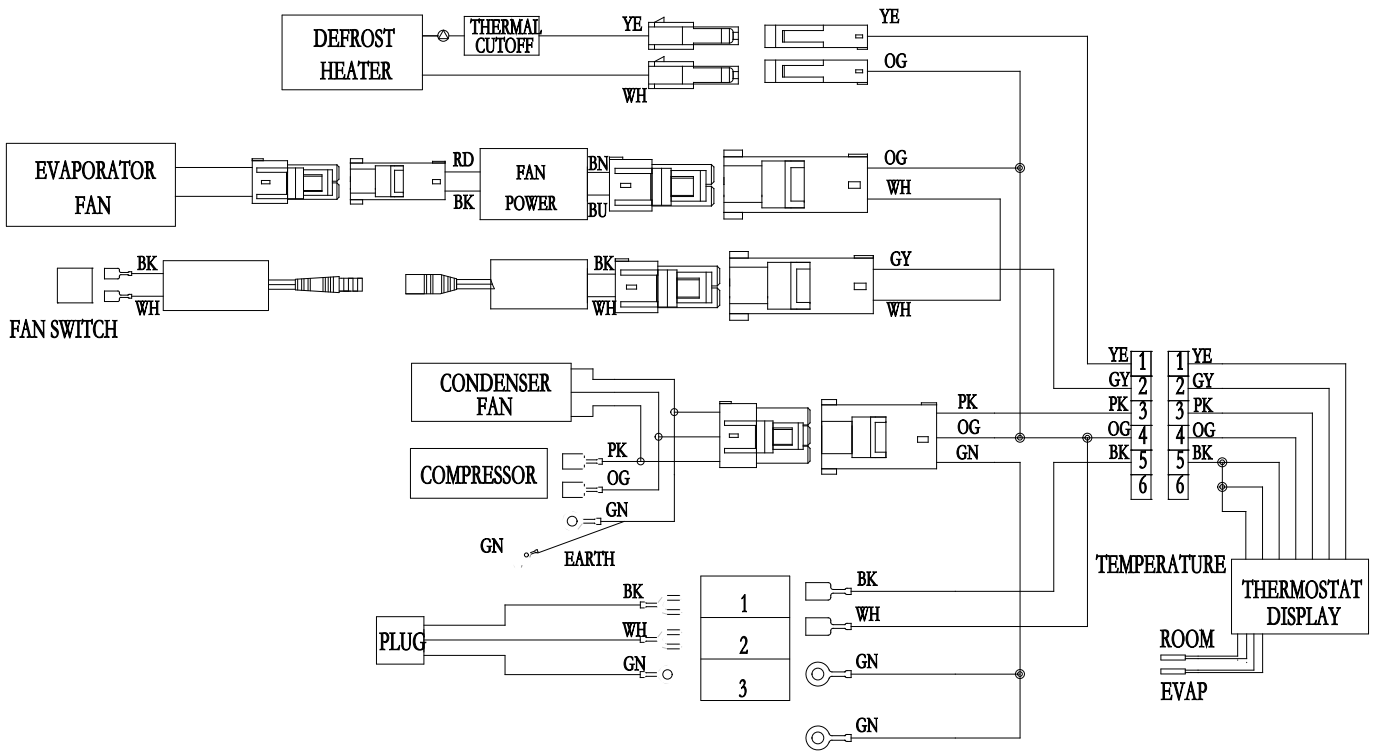 DEFROST
HEATER
THERMAL
CUTOFF
YE
WH
YE
OG
EVAPORATOR
FAN
RD
BK
FAN
POWER
BN
BU
OG
WH
FAN SWITCH
BK
WH
BK
WH
GY
WH
CONDENSER
FAN
COMPRESSOR
PK
OG
GN
GN
EARTH
PK
OG
GN
YE
GY
PK
OG
BK
1
2
3
4
5
6
1
2
3
4
5
6
YE
GY
PK
OG
BK
TEMPERATURE
THERMOSTAT
DISPLAY
ROOM
EVAP
PLUG
BK
WH
GN
1
2
3
BK
WH
GN
GN